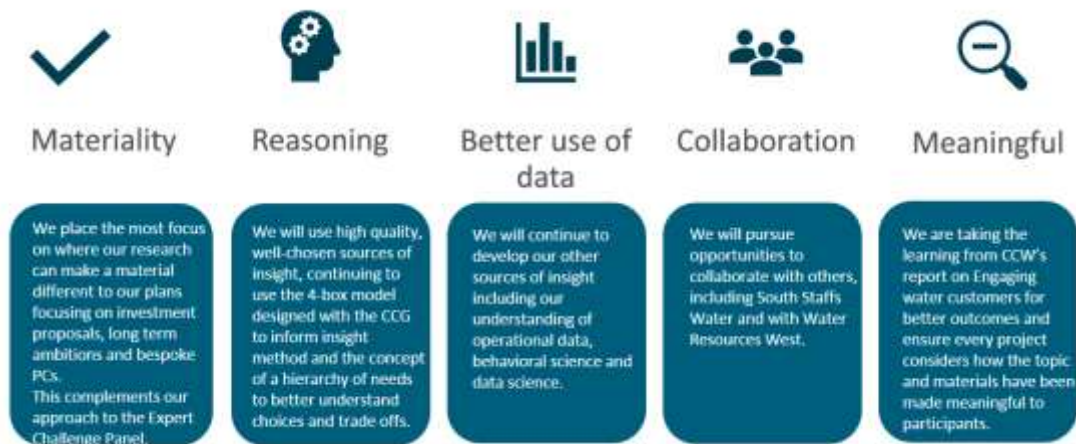 Materiality
Reasoning
Better use of
data
Collaboration
Meaningful
We place the most focus
on where our research
can make a material
different to our plans
focusing on investment
proposals, long term
ambitions and bespoke
PCs.
This complements our
approach to the Expert
Challenge Panel.
We will use high quality,
well-chosen sources of
insight, continuing to
use the 4-box model
designed with the CCG
to inform insight
method and the concept
of a hierarchy of needs
to better understand
choices and trade offs.
We will continue to
develop our other
sources of insight
including our
understanding of
operational data,
behavioral science and
data science.
We will pursue
opportunities to
collaborate with others,
including South Staffs
Water and with Water
Resources West.
We are taking the
learning from CCW's
report on Engaging
water customers for
better outcomes and
ensure every project
considers how the topic
and materials have been
made meaningful to
participants.